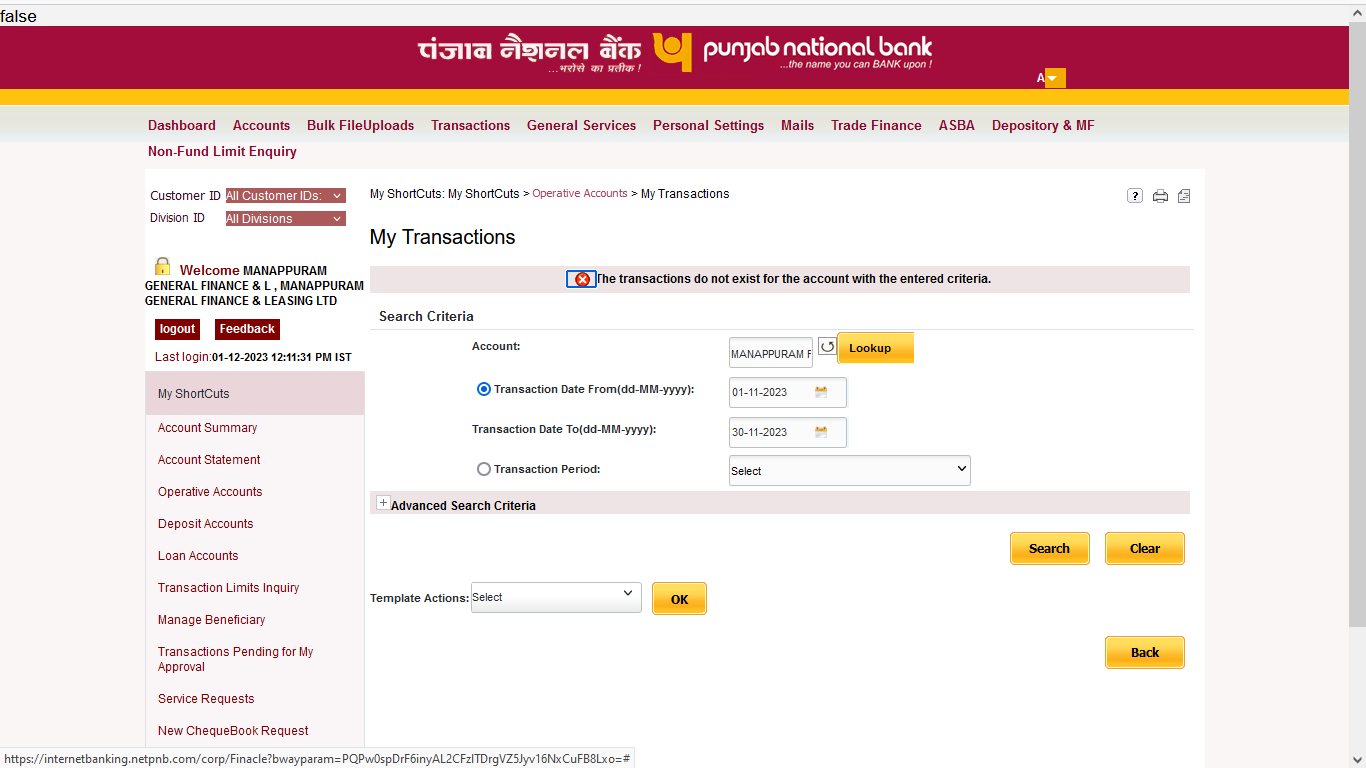 false
पंजाब नैशनल बैंक punjab national bank
...भरोसे का प्रतीक ! ...the name you can BANK upon !
A
Dashboard Accounts Bulk FileUploads Transactions General Services Personal Settings Mails Trade Finance ASBA Depository & MF
Non-Fund Limit Enquiry
Customer ID All Customer IDs:
Division ID All Divisions
My ShortCuts: My ShortCuts > Operative Accounts > My Transactions
?
My Transactions
Welcome MANAPPURAM
GENERAL FINANCE & L , MANAPPURAM
GENERAL FINANCE & LEASING LTD
The transactions do not exist for the account with the entered criteria.
logout Feedback
Last login:01-12-2023 12:11:31 PM IST
Search Criteria
Account: MANAPPURAM F Lookup
Transaction Date From(dd-MM-yyyy): 01-11-2023
Transaction Date To(dd-MM-yyyy): 30-11-2023
Transaction Period: Select
Advanced Search Criteria
Search Clear
Template Actions: Select OK
Back
My ShortCuts
Account Summary
Account Statement
Operative Accounts
Deposit Accounts
Loan Accounts
Transaction Limits Inquiry
Manage Beneficiary
Transactions Pending for My
Approval
Service Requests
New ChequeBook Request
https://internetbanking.netpnb.com/corp/Finacle?bwayparam=PQPw0spDrF6inyAL2CFzITDrgVZ5Jyv16NxCuFB8Lxo=#